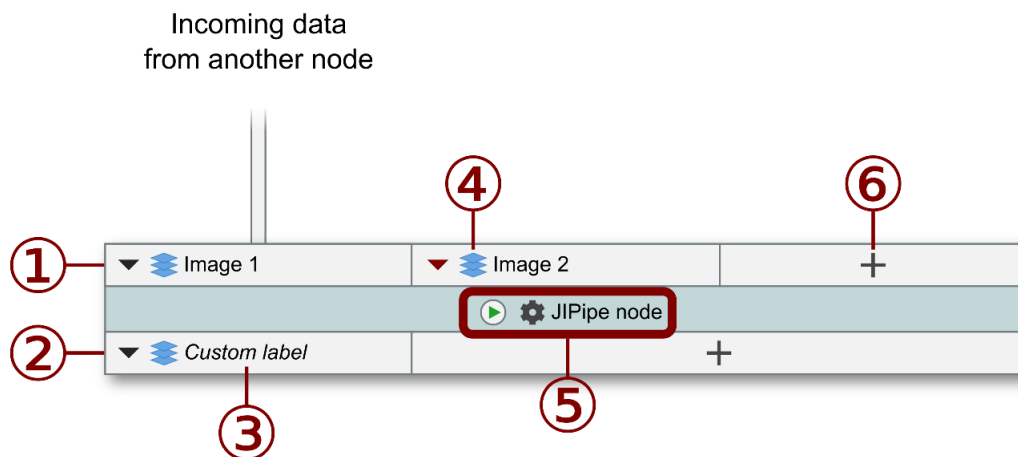 Incoming data
from another node
④ ⑥
① Image 1 Image 2 +
JIPipe node
② Custom label +
③ ⑤